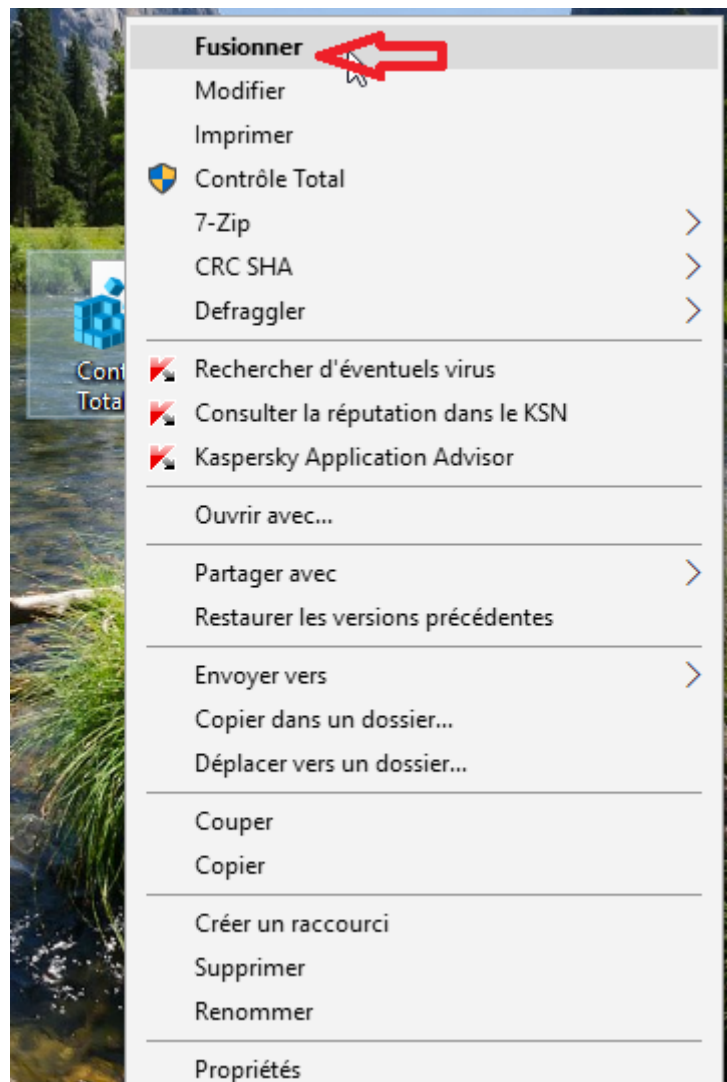 Fusionner
Modifier
Imprimer
Contrôle Total
7-Zip
CRC SHA
Defraggler
Cont
Tota
Rechercher d'éventuels virus
Consulter la réputation dans le KSN
Kaspersky Application Advisor
Ouvrir avec...
Partager avec
Restaurer les versions précédentes
Envoyer vers
Copier dans un dossier...
Déplacer vers un dossier...
Couper
Copier
Créer un raccourci
Supprimer
Renommer
Propriétés